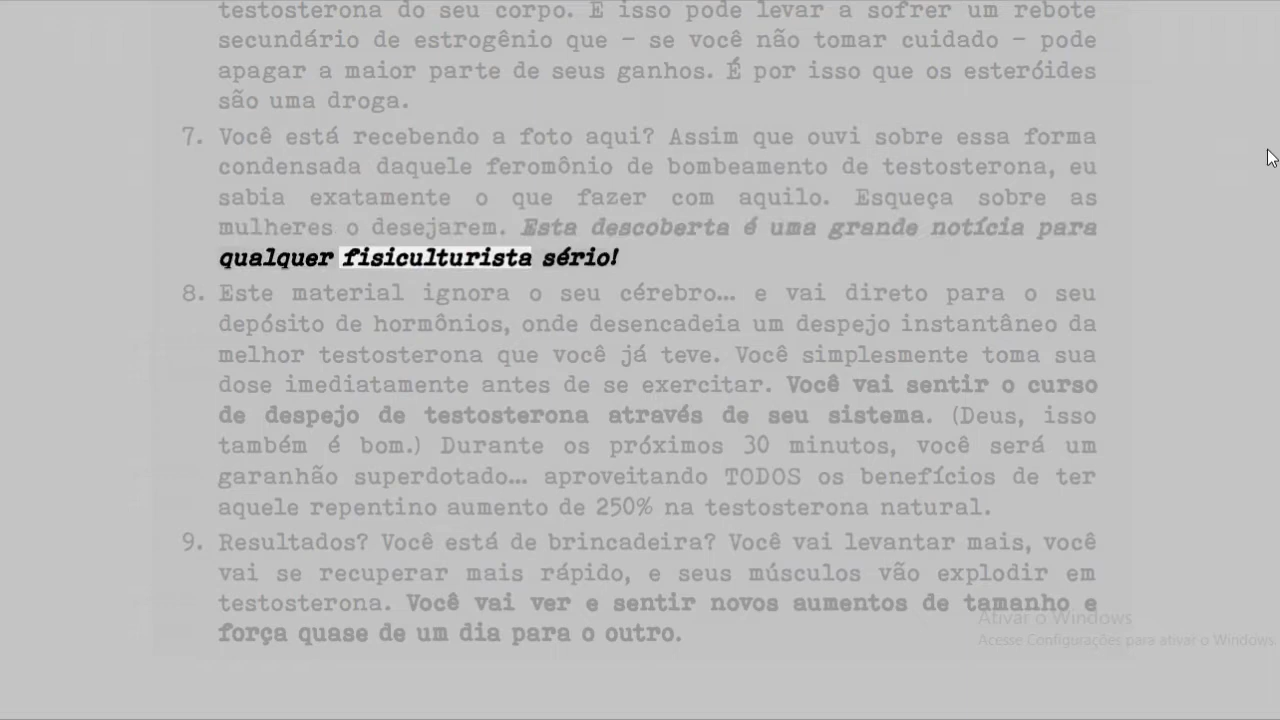 testosterona do seu corpo. E isso pode levar a sofrer um rebote
secundário de estrogênio que – se você não tomar cuidado – pode
apagar a maior parte de seus ganhos. É por isso que os esteróides
são uma droga.
7. Você está recebendo a foto aqui? Assim que ouvi sobre essa forma
condensada daquele feromônio de bombeamento de testosterona, eu
sabia exatamente o que fazer com aquilo. Esqueça sobre as
mulheres o desejarem. Esta descoberta é uma grande notícia para
qualquer fisiculturista sério!
8. Este material ignora o seu cérebro… e vai direto para o seu
depósito de hormônios, onde desencadeia um despejo instantâneo da
melhor testosterona que você já teve. Você simplesmente toma sua
dose imediatamente antes de se exercitar. Você vai sentir o curso
de despejo de testosterona através de seu sistema. (Deus, isso
também é bom.) Durante os próximos 30 minutos, você será um
garanhão superdotado… aproveitando TODOS os benefícios de ter
aquele repentino aumento de 250% na testosterona natural.
9. Resultados? Você está de brincadeira? Você vai levantar mais, você
vai se recuperar mais rápido, e seus músculos vão explodir em
testosterona. Você vai ver e sentir novos aumentos de tamanho e
força quase de um dia para o outro.
Ativar o Windows
Acesse Configurações para ativar o Windows.